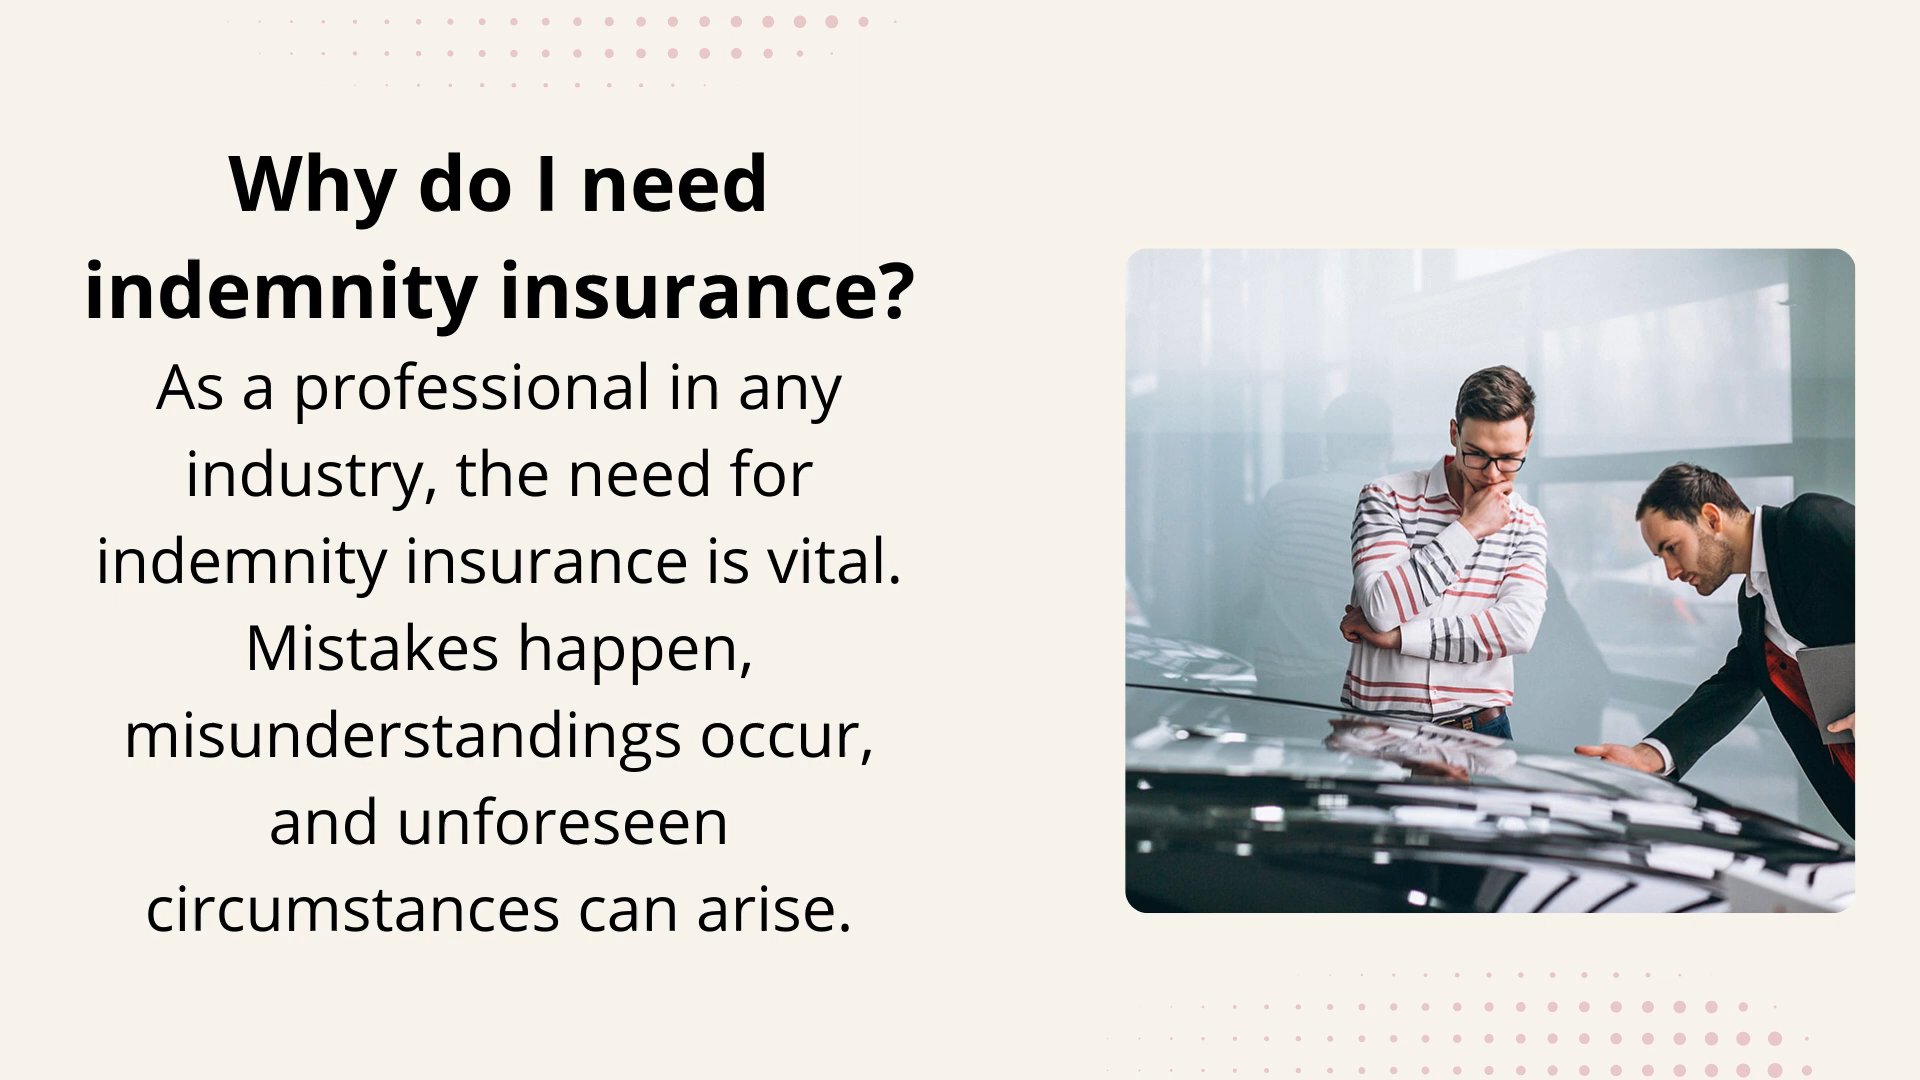 Why do I need
indemnity insurance?
As a professional in any
industry, the need for
indemnity insurance is vital.
Mistakes happen,
misunderstandings occur,
and unforeseen
circumstances can arise.